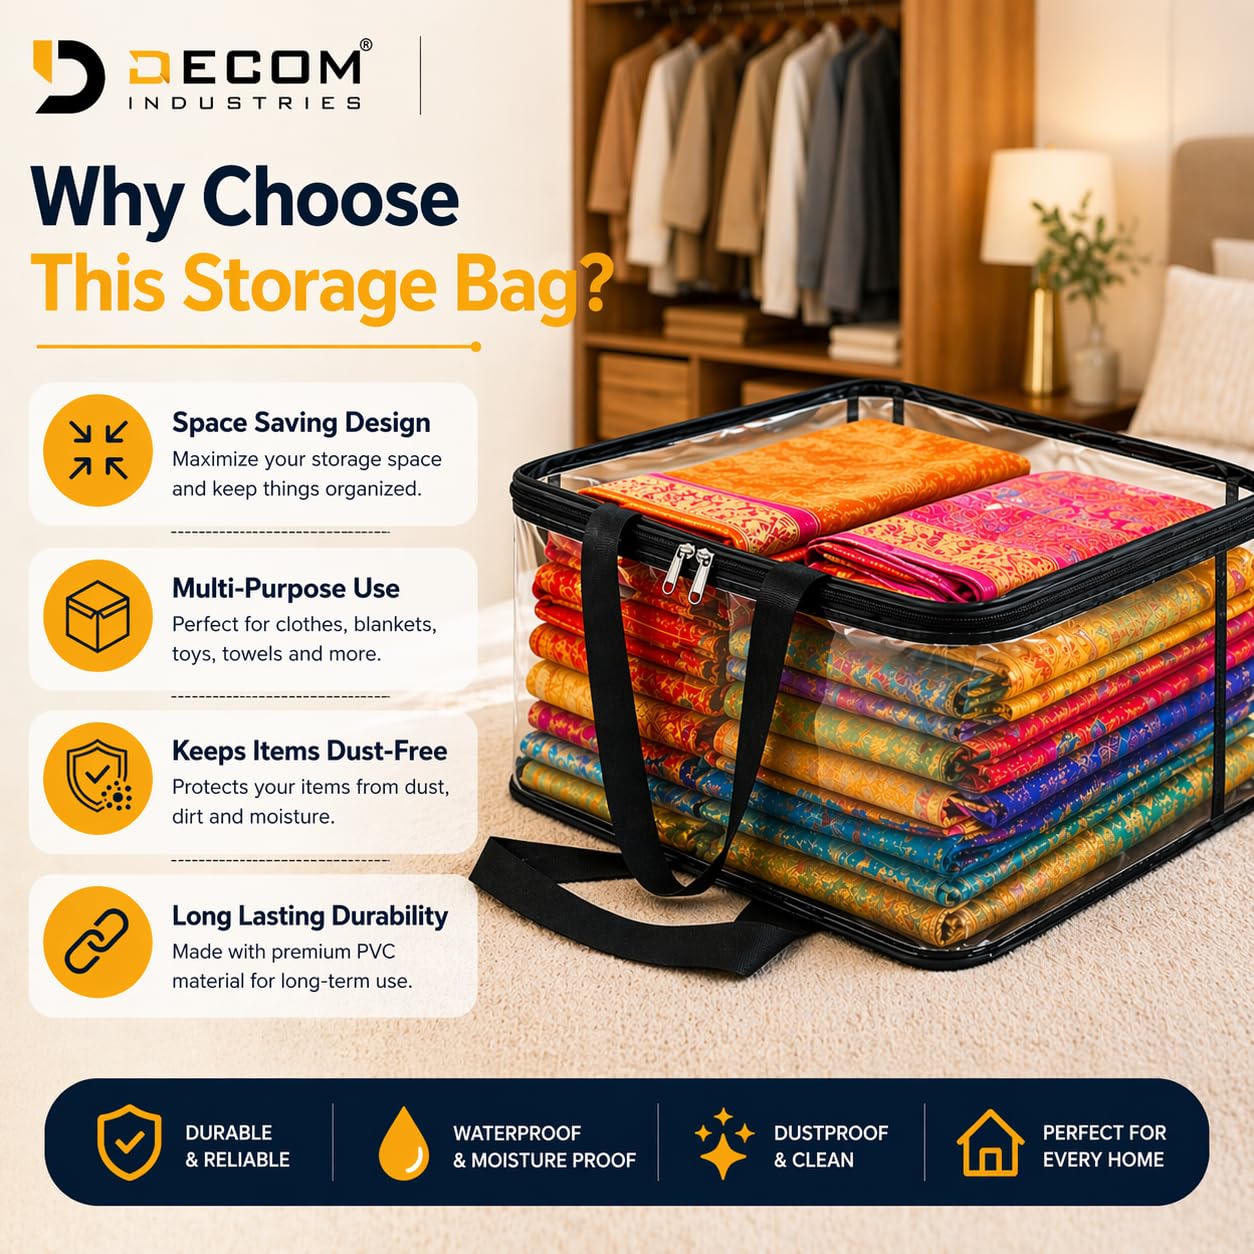 DECOM®
INDUSTRIES
Why Choose
This Storage Bag?
Space Saving Design
Maximize your storage space
and keep things organized.
Multi-Purpose Use
Perfect for clothes, blankets,
toys, towels and more.
Keeps Items Dust-Free
Protects your items from dust,
dirt and moisture.
Long Lasting Durability
Made with premium PVC
material for long-term use.
DURABLE
& RELIABLE
WATERPROOF
& MOISTURE PROOF
DUSTPROOF
& CLEAN
PERFECT FOR
EVERY HOME